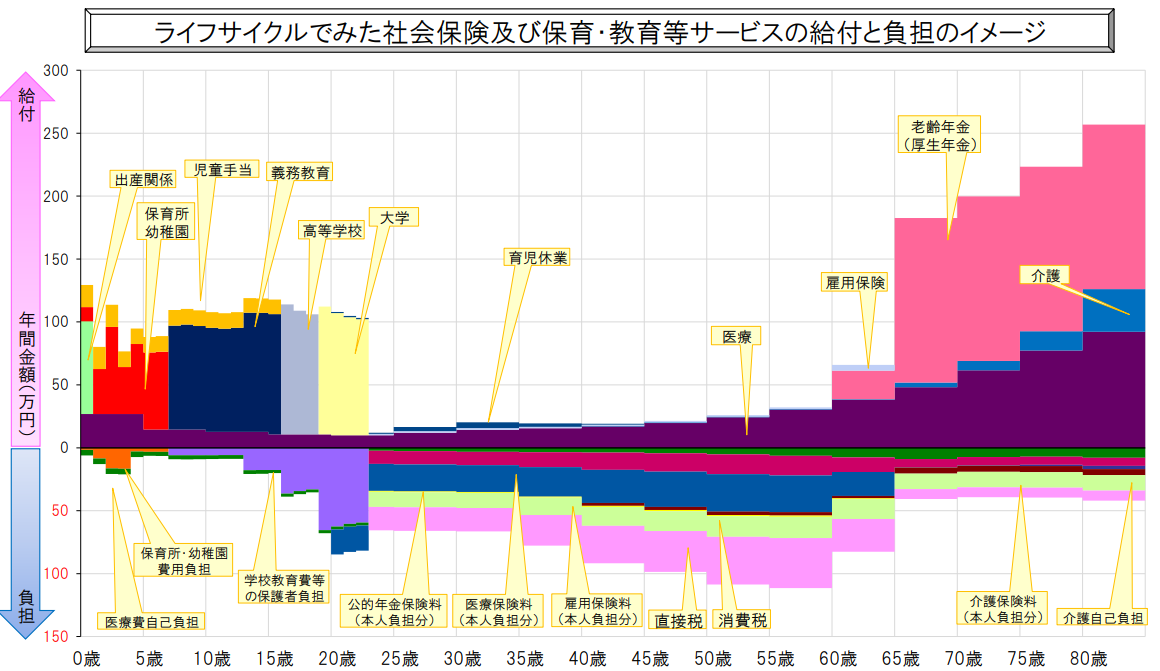 ライフサイクルでみた社会保険及び保育･教育等サービスの給付と負担のイメージ
給付
年間金額(万円)
負担
300
250
200
150
100
50
0
50
100
150
出産関係
保育所
幼稚園
児童手当
義務教育
高等学校
大学
育児休業
医療
雇用保険
老齢年金
(厚生年金)
介護
保育所･幼稚園
費用負担
医療費自己負担
学校教育費等
の保護者負担
公的年金保険料
(本人負担分)
医療保険料
(本人負担分)
雇用保険料
(本人負担分)
直接税
消費税
介護保険料
(本人負担分)
介護自己負担
0歳
5歳
10歳
15歳
20歳
25歳
30歳
35歳
40歳
45歳
50歳
55歳
60歳
65歳
70歳
75歳
80歳